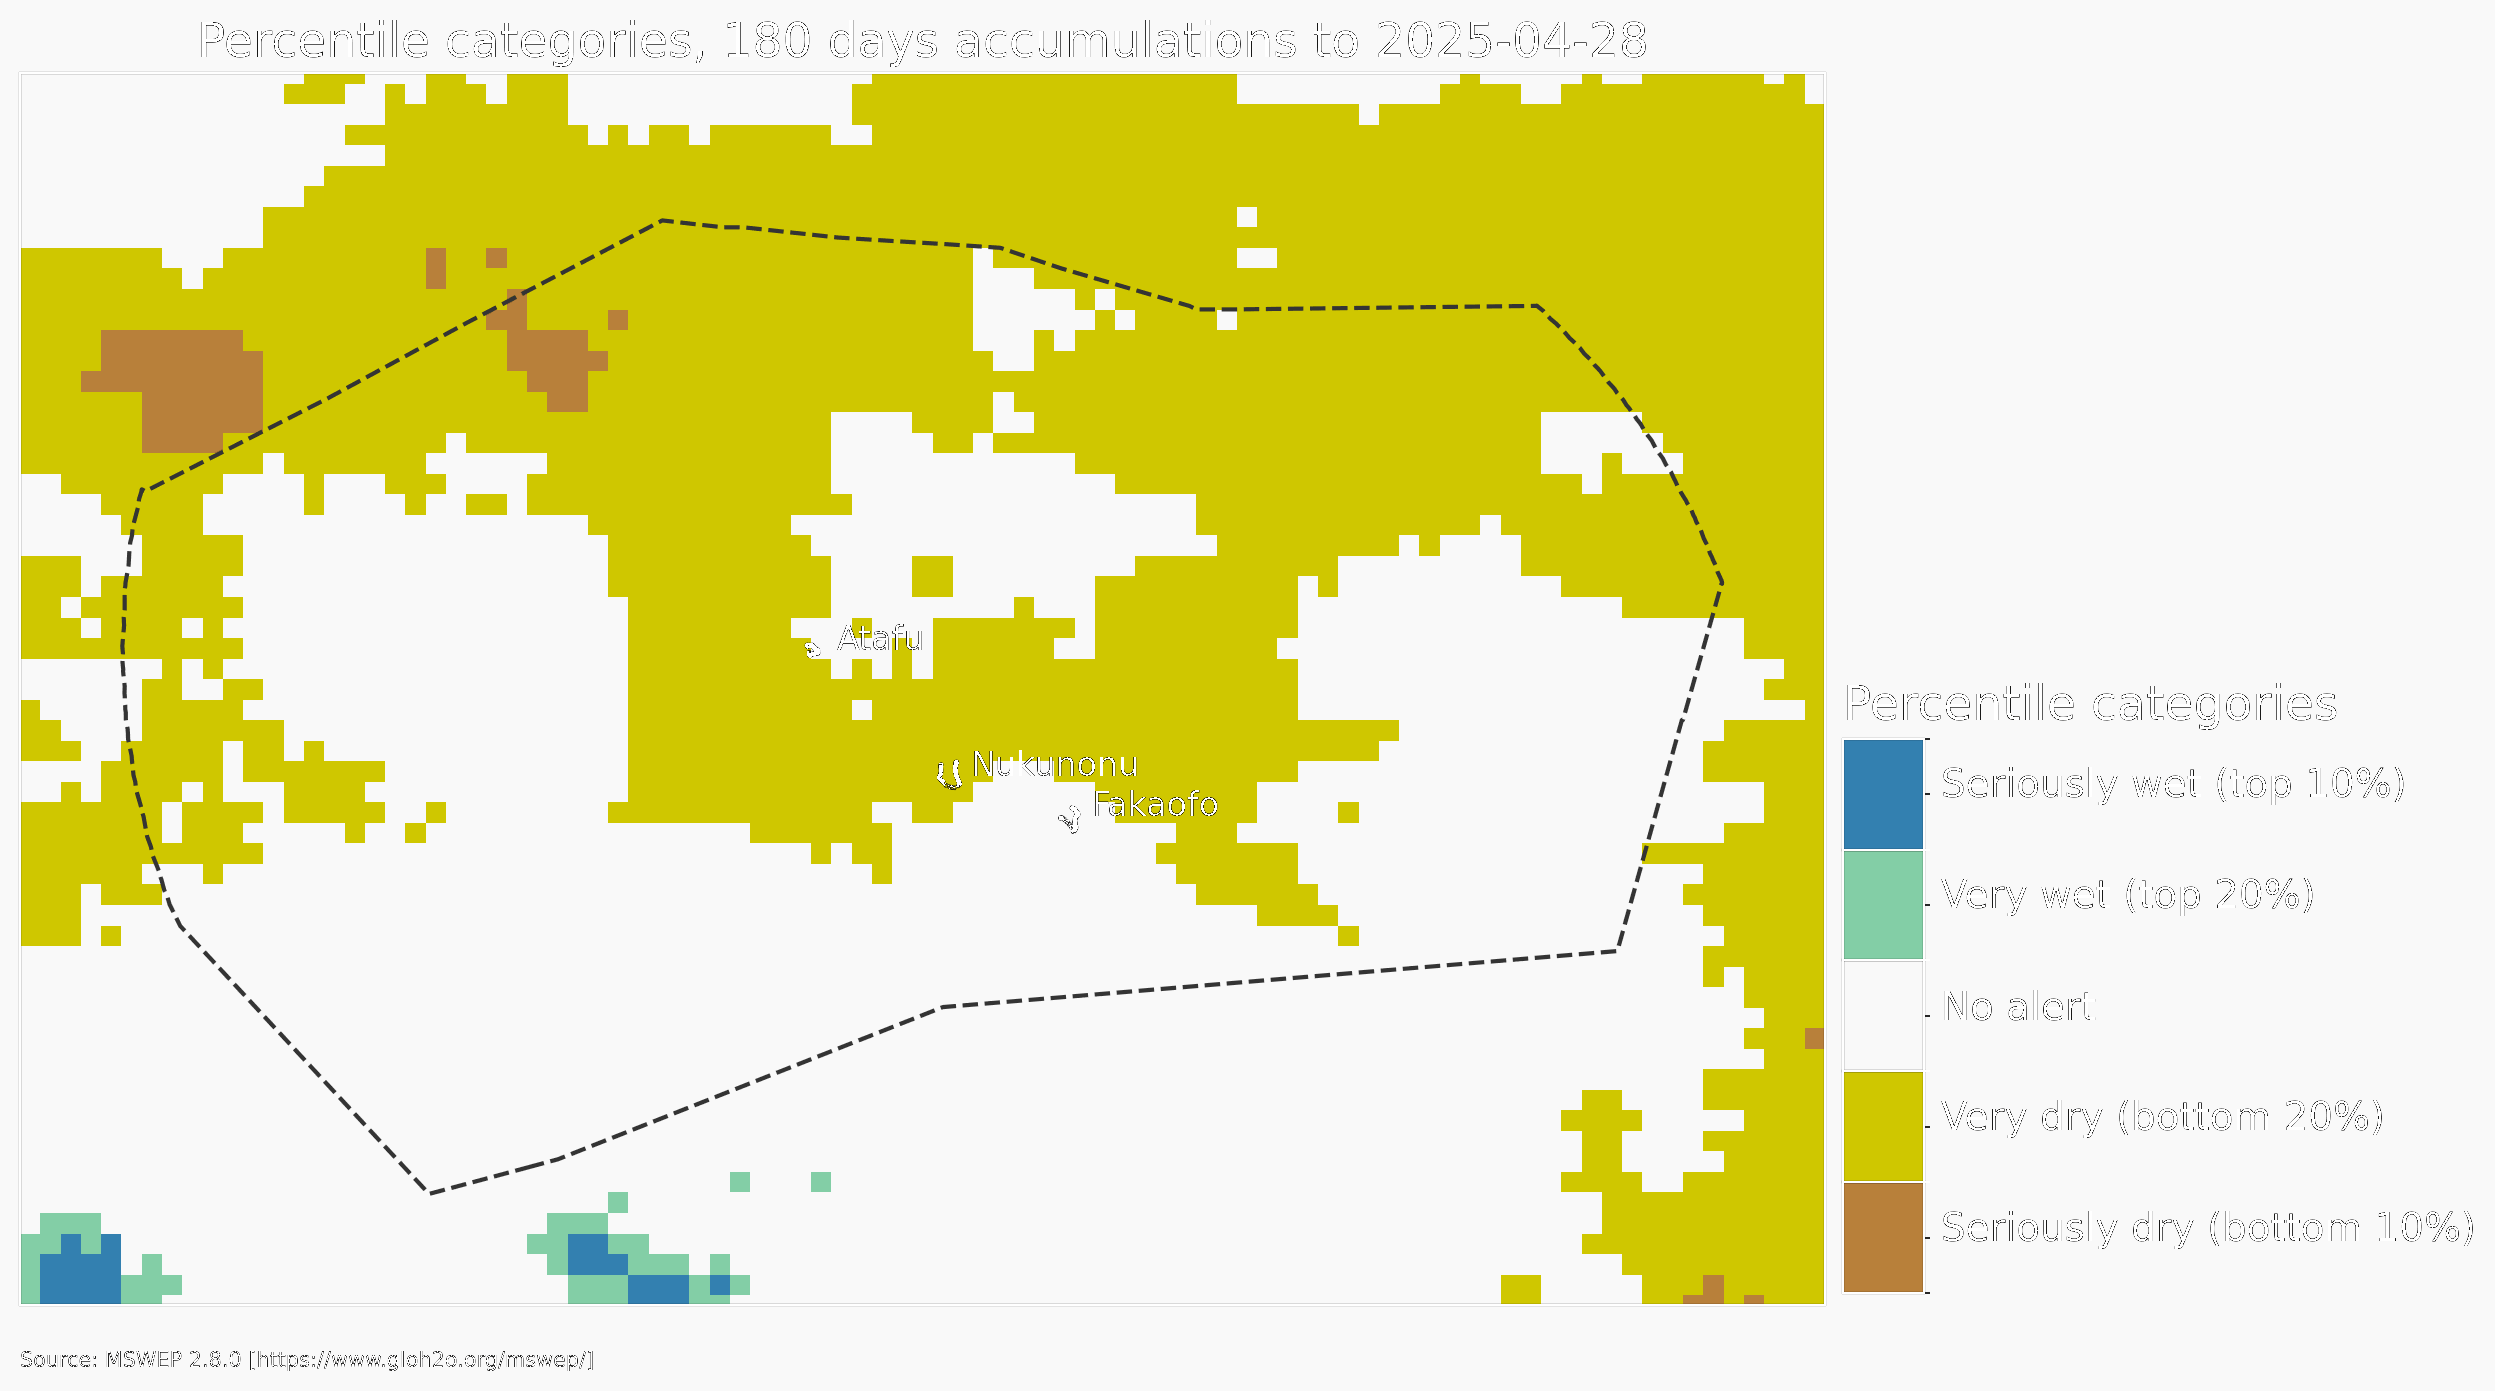 Percentile categories, 180 days accumulations to 2025-04-28
Atafu
Nukunonu
Fakaofo
Percentile categories
Seriously wet (top 10%)
Very wet (top 20%)
No alert
Very dry (bottom 20%)
Seriously dry (bottom 10%)
Source: MSWEP 2.8.0 [https://www.gloh2o.org/mswep/]